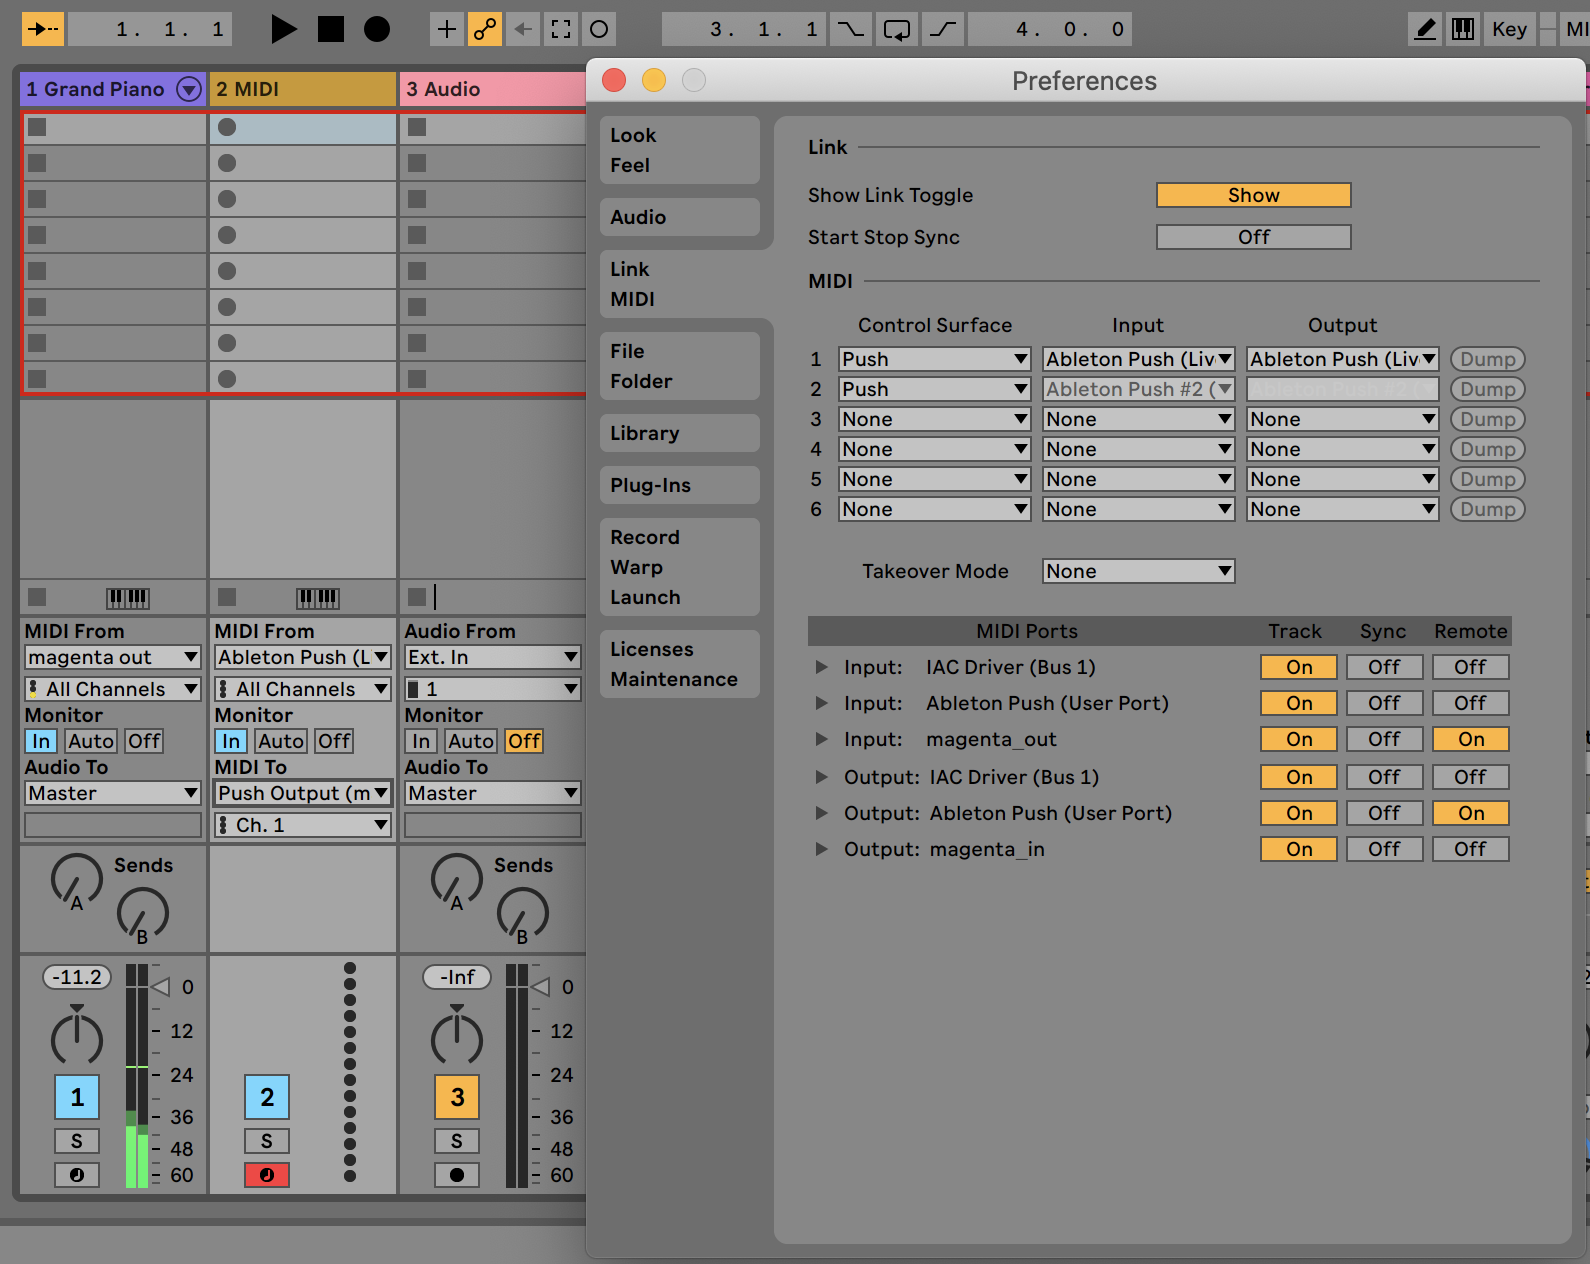 1. 1. 1
3. 1. 1
4. 0. 0
Key
MI
1 Grand Piano
2 MIDI
3 Audio
MIDI From
magenta out
All Channels
Monitor
In Auto Off
Audio To
Master
Sends
A
B
-11.2
0
12
24
36
48
60
1
S
MIDI From
Ableton Push (L
All Channels
Monitor
In Auto Off
MIDI To
Push Output (m
Ch. 1
2
S
Audio From
Ext. In
1
Monitor
In Auto Off
Audio To
Master
Sends
A
B
-Inf
0
12
24
36
48
60
3
S
Preferences
Look
Feel
Audio
Link
MIDI
File
Folder
Library
Plug-Ins
Record
Warp
Launch
Licenses
Maintenance
Link
Show Link Toggle Show
Start Stop Sync Off
MIDI
Control Surface Input Output
1 Push Ableton Push (Liv Ableton Push (Liv Dump
2 Push Ableton Push #2 ( Ableton Push #2 ( Dump
3 None None None Dump
4 None None None Dump
5 None None None Dump
6 None None None Dump
Takeover Mode None
MIDI Ports Track Sync Remote
Input: IAC Driver (Bus 1) On Off Off
Input: Ableton Push (User Port) On Off Off
Input: magenta_out On Off On
Output: IAC Driver (Bus 1) On Off Off
Output: Ableton Push (User Port) On Off On
Output: magenta_in On Off Off